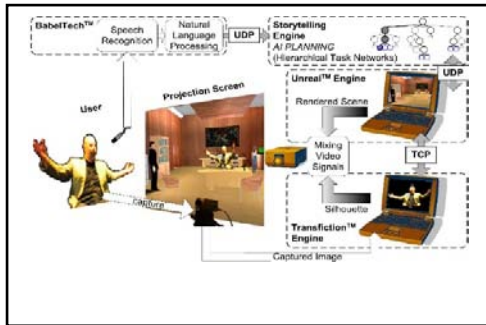 BabelTech™
Speech
Recognition
Natural
Language
Processing
UDP
Storytelling
Engine
AI PLANNING
(Hierarchical Task Networks)
UDP
User
Projection Screen
Unreal™ Engine
Rendered Scene
Mixing
Video
Signals
TCP
Silhouette
Transfiction™
Engine
capture
Captured Image